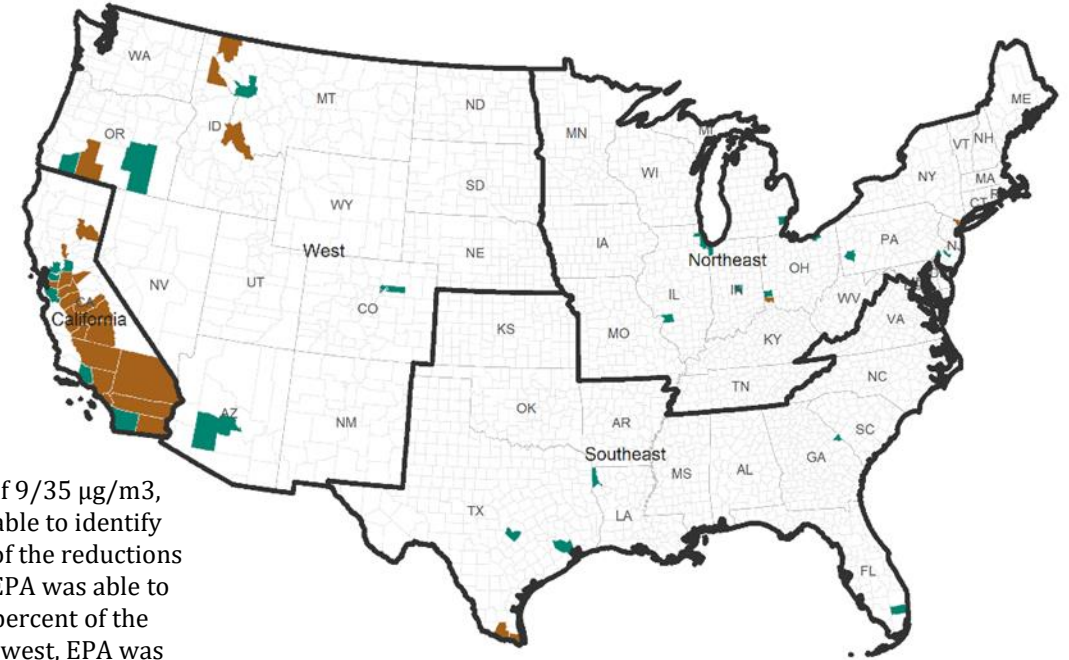 WA
MT
ND
MN
MI
ME
OR
ID
SD
WI
VT
NH
NY
MA
CT
WY
IA
NE
PA
West
Northeast
OH
NV
UT
CO
IL
IN
WV
CA
California
KS
MO
KY
VA
AZ
NM
OK
AR
TN
NC
SC
Southeast
MS
AL
GA
TX
LA
FL
f 9/35 µg/m3,
able to identify
of the reductions
EPA was able to
percent of the
west, EPA was